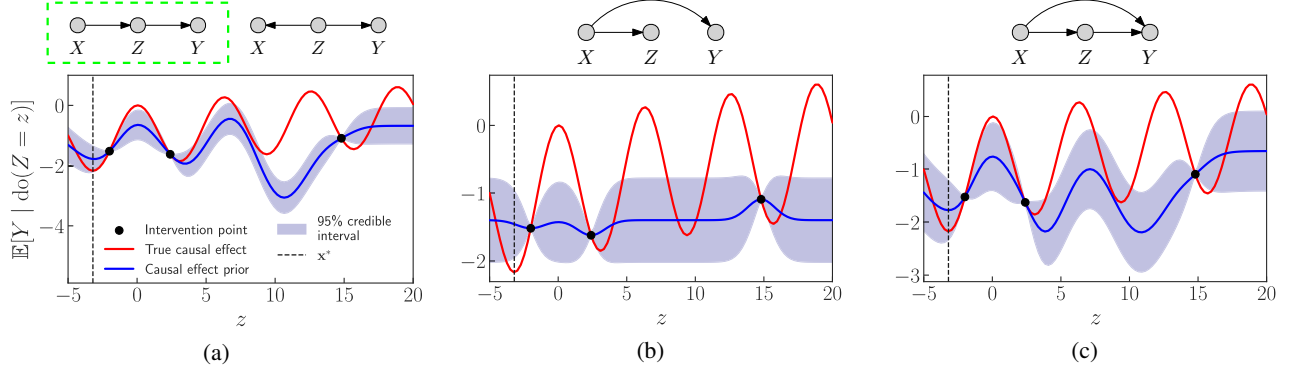 X Z Y X Z Y
X Z Y
X Z Y
𝔼[Y | do(Z = z)]
0
−2
−4
Intervention point
True causal effect
Causal effect prior
95% credible
interval
x*
−5 0 5 10 15 20
z
(a)
0
−1
−2
−5 0 5 10 15 20
z
(b)
0
−1
−2
−3
−5 0 5 10 15 20
z
(c)